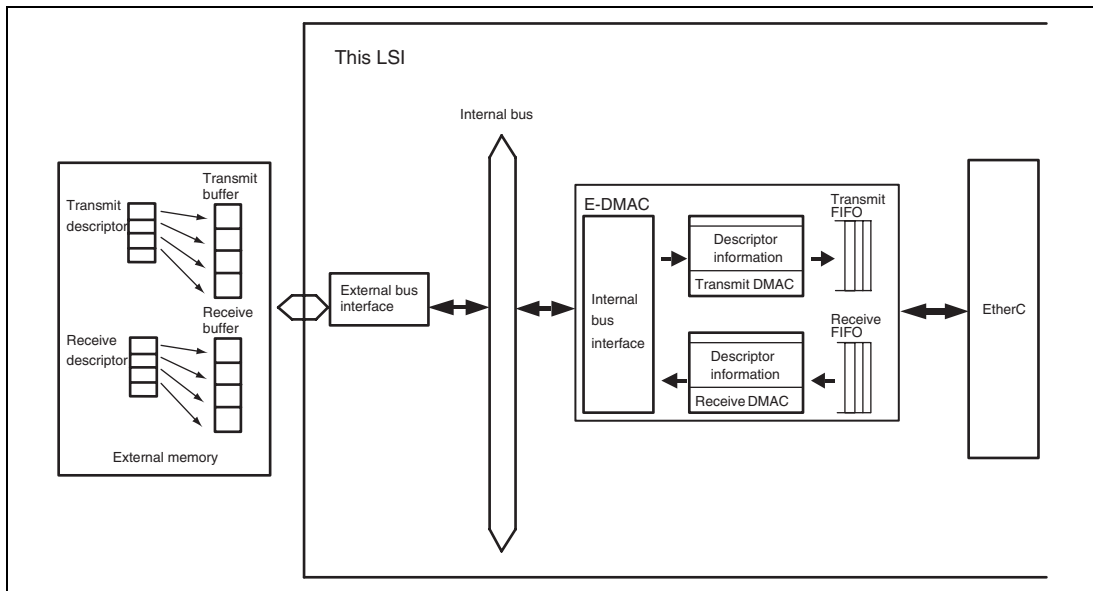 This LSI
Internal bus
Transmit
descriptor
Transmit
buffer
Receive
descriptor
Receive
buffer
External memory
External bus
interface
E-DMAC
Internal
bus
interface
Descriptor
information
Transmit DMAC
Transmit
FIFO
Descriptor
information
Receive DMAC
Receive
FIFO
EtherC